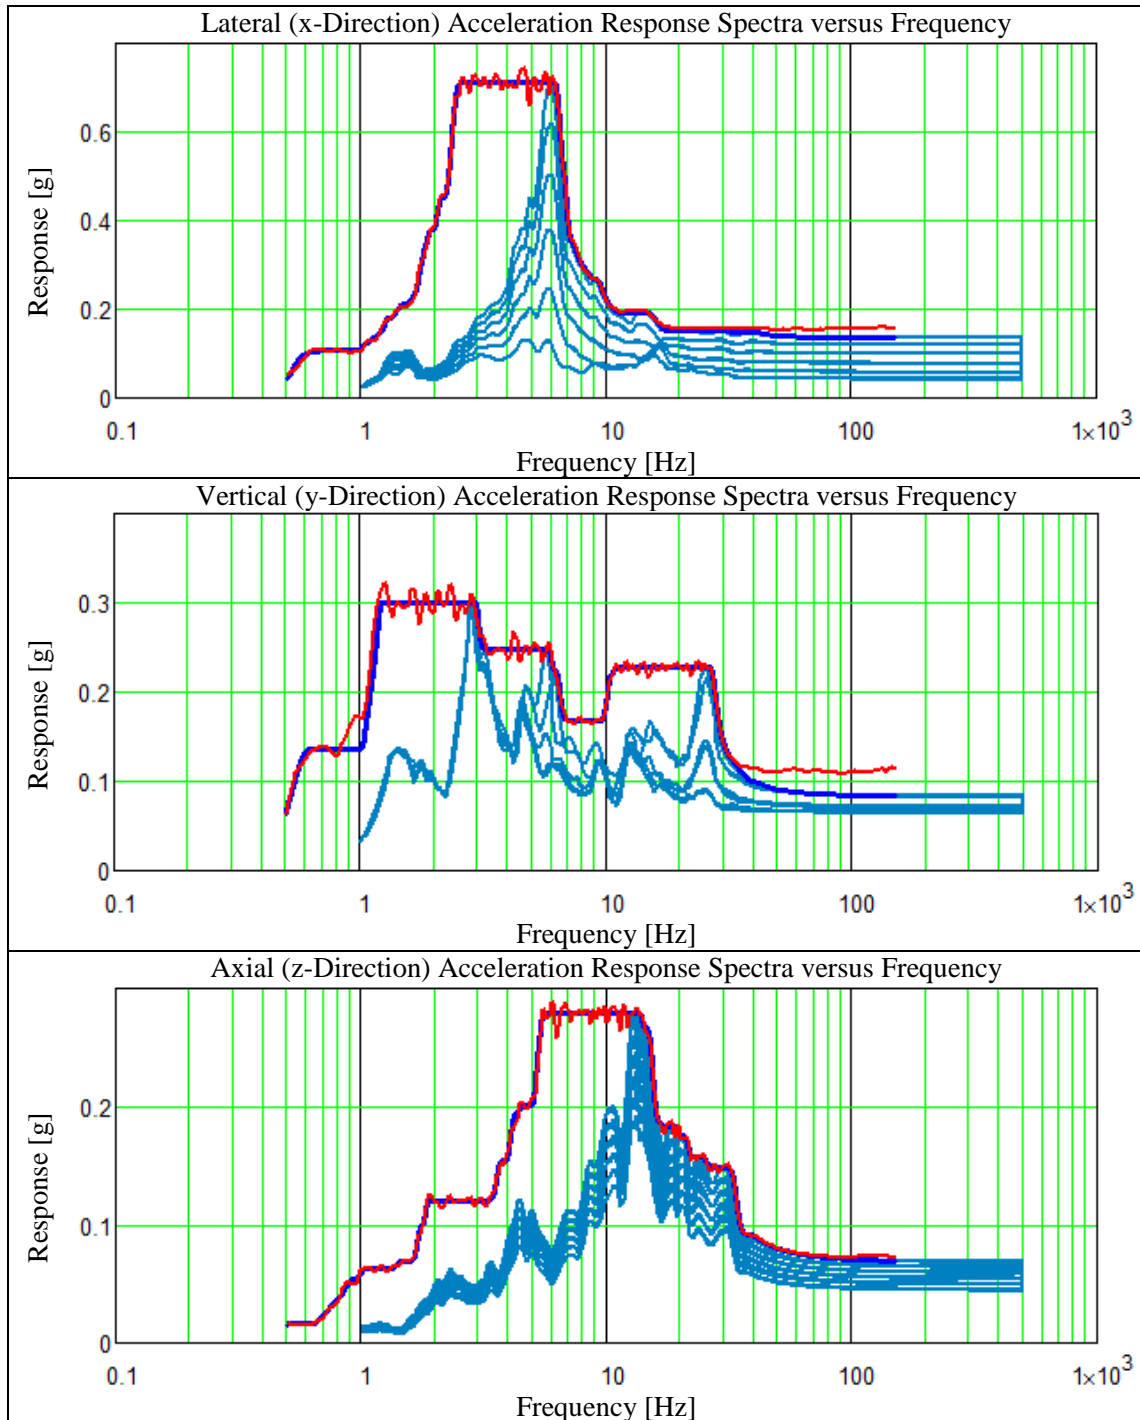 Lateral (x-Direction) Acceleration Response Spectra versus Frequency
Response [g]
0.6
0.4
0.2
0
0.1 1 10 100 1×10³
Frequency [Hz]
Vertical (y-Direction) Acceleration Response Spectra versus Frequency
Response [g]
0.3
0.2
0.1
0
0.1 1 10 100 1×10³
Frequency [Hz]
Axial (z-Direction) Acceleration Response Spectra versus Frequency
Response [g]
0.2
0.1
0
0.1 1 10 100 1×10³
Frequency [Hz]